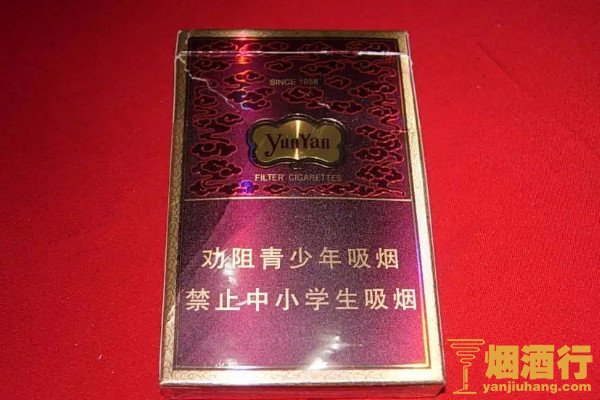 SINCE 1958
YunYan
FILTER CIGARETTES
劝阻青少年吸烟
禁止中小学生吸烟
烟酒行
yanjiuhang.com